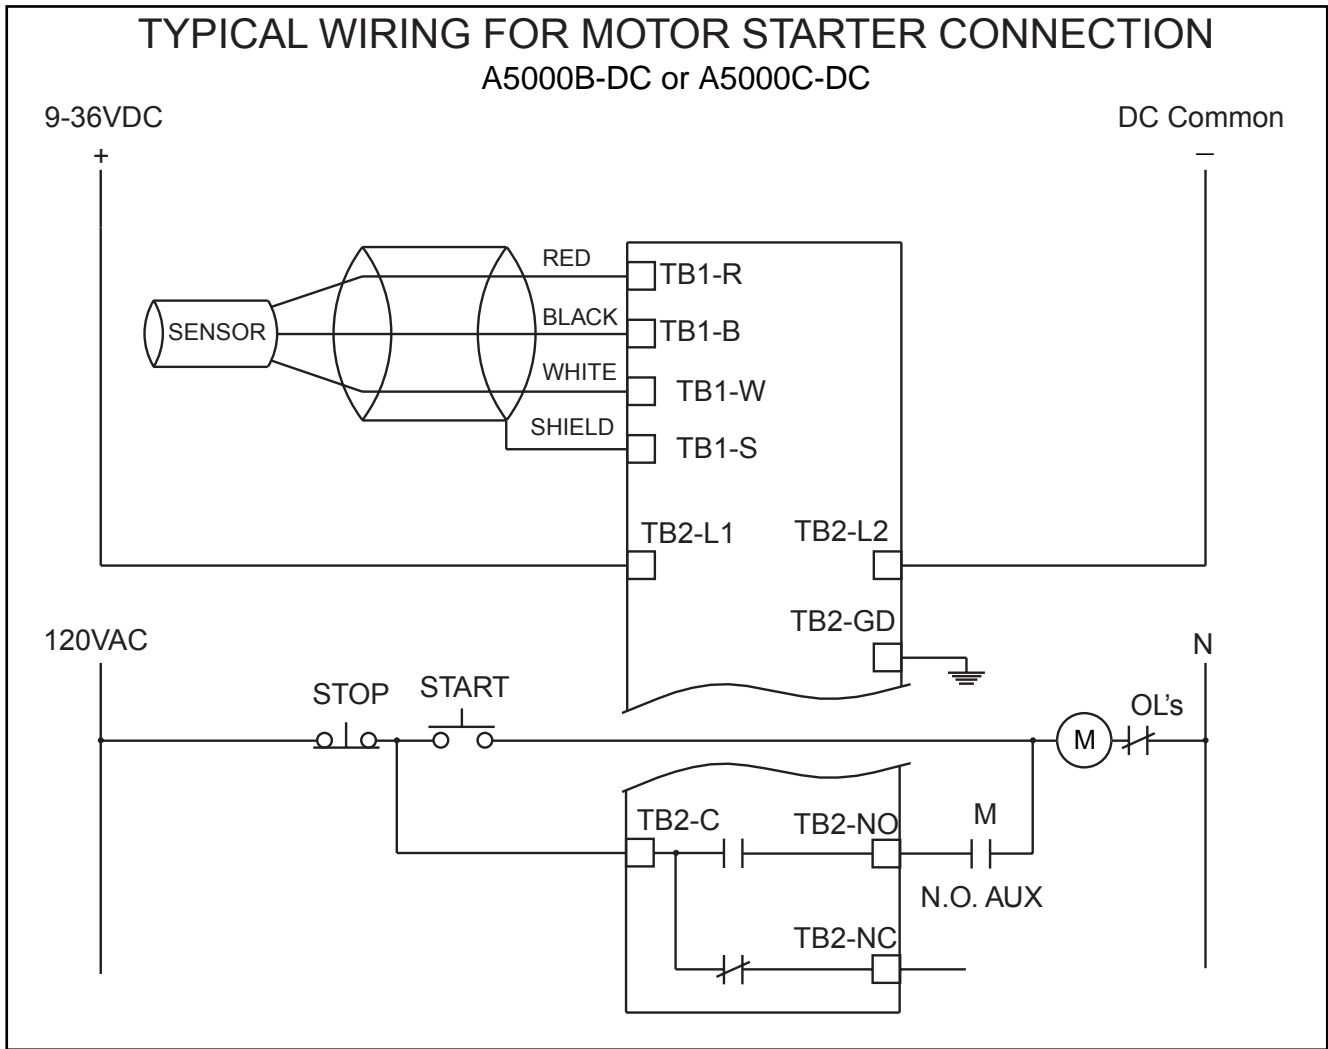 TYPICAL WIRING FOR MOTOR STARTER CONNECTION
A5000B-DC or A5000C-DC
9-36VDC
DC Common
+
−
RED
TB1-R
SENSOR
BLACK
TB1-B
WHITE
TB1-W
SHIELD
TB1-S
TB2-L1
TB2-L2
TB2-GD
120VAC
N
STOP
START
OL's
M
TB2-C
TB2-NO
M
N.O. AUX
TB2-NC